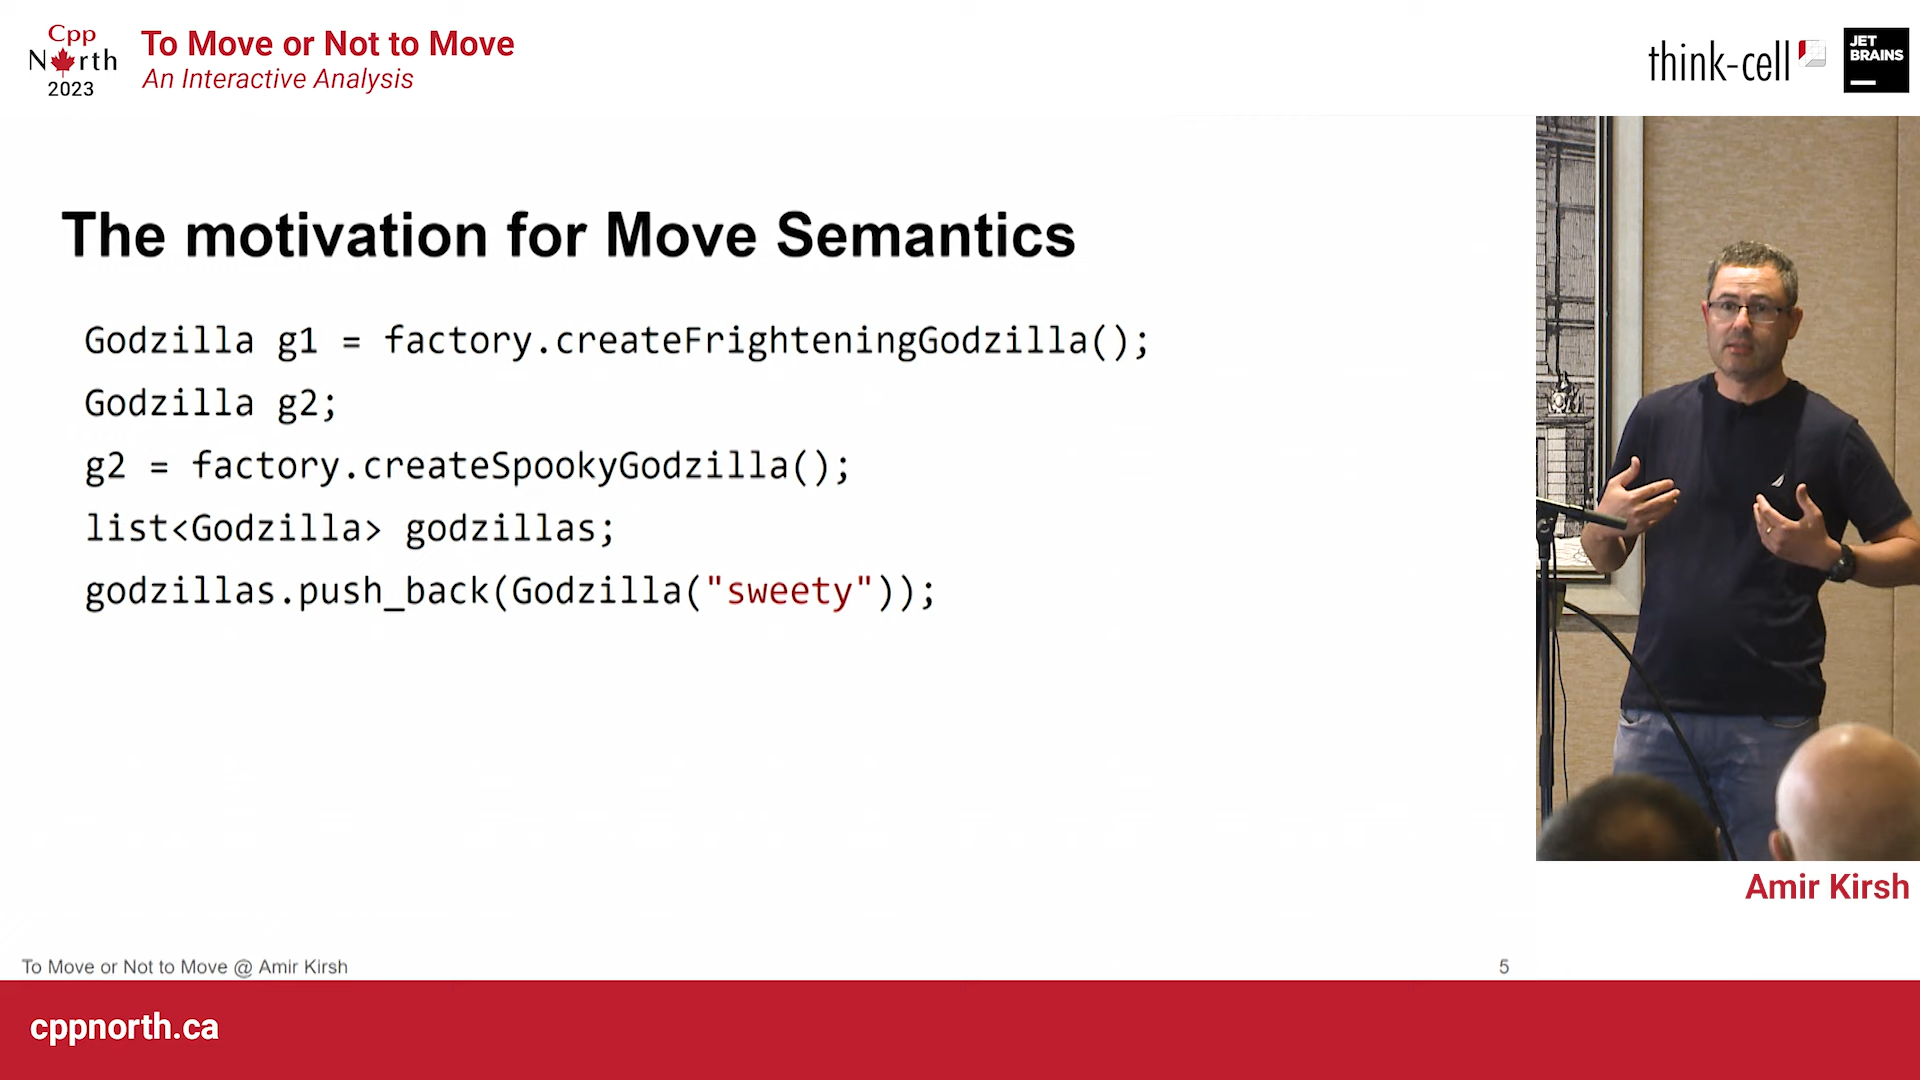 Cpp
North
2023
To Move or Not to Move
An Interactive Analysis
think-cell
JET
BRAINS
The motivation for Move Semantics
Godzilla g1 = factory.createFrighteningGodzilla();
Godzilla g2;
g2 = factory.createSpookyGodzilla();
list<Godzilla> godzillas;
godzillas.push_back(Godzilla("sweety"));
Amir Kirsh
To Move or Not to Move @ Amir Kirsh
5
cppnorth.ca